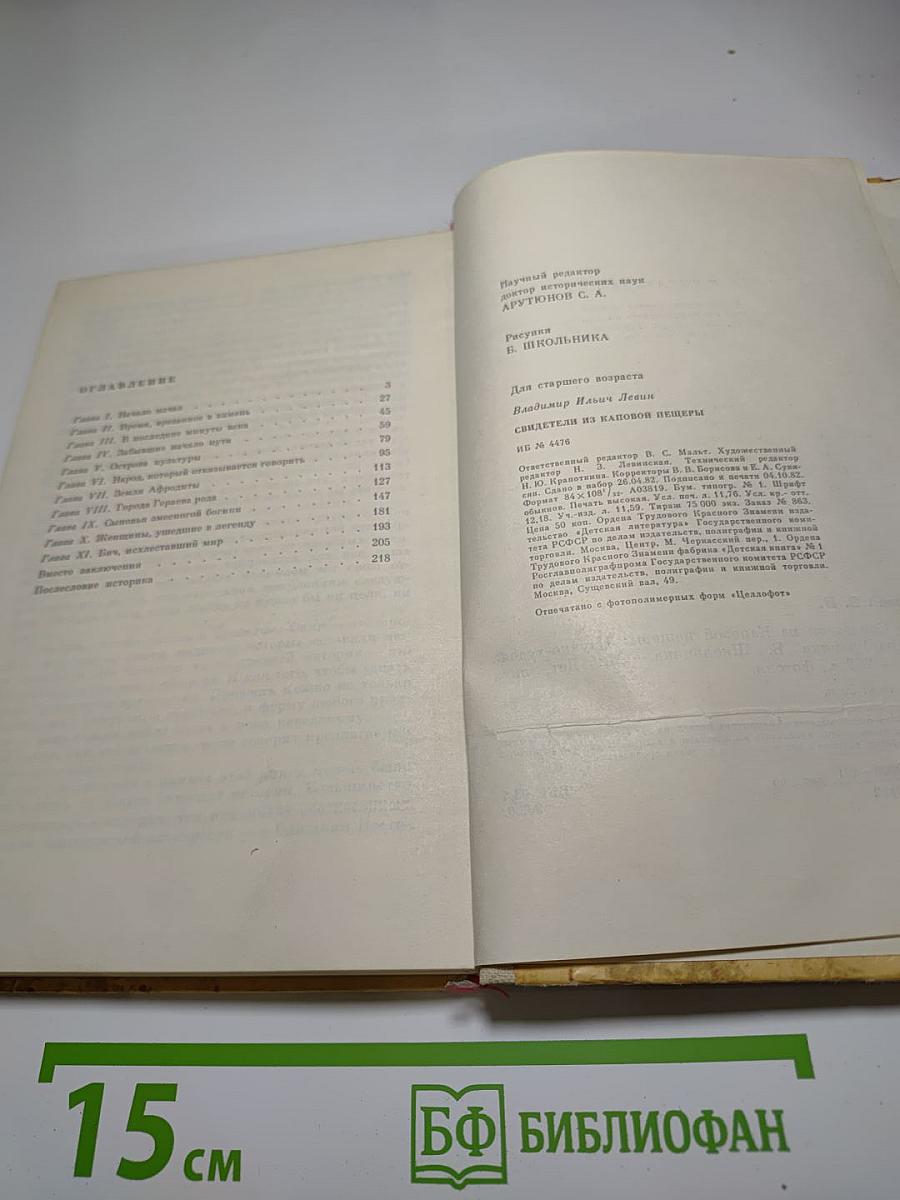 ОГЛАВЛЕНИЕ
Глава I. Начало начал 3
Глава II. Время, врезанное в камень 27
Глава III. В последние минуты века 45
Глава IV. Забывшие начало пути 59
Глава V. Острова культуры 79
Глава VI. Народ, который отказывается говорить 95
Глава VII. Земля Афродиты 113
Глава VIII. Города Гераева рода 127
Глава IX. Сыновья амеоногой богини 147
Глава X. Женщины, ушедшие в легенду 181
Глава XI. Бич, исхлеставший мир 193
Вместо заключения 205
Послесловие историка 218
Научный редактор
доктор исторических наук
АРУТЮНОВ С. А.
Рисунки
Б. ШКОЛЬНИКА
Для старшего возраста
Владимир Ильич Левин
СВИДЕТЕЛИ ИЗ КАПОВОЙ ПЕЩЕРЫ
ИБ № 4476
Ответственный редактор В. С. Мальт. Художественный
редактор Н. З. Левинская. Технический редактор
Н. Ю. Крапоткина. Корректоры В. В. Борисова и Е. А. Сука-
сян. Сдано в набор 26.04.82. Подписано к печати 04.10.82.
Формат 84×108¹/₃₂. А03819. Бум. типогр. № 1. Шрифт
обыкнов. Печать высокая. Усл. печ. л. 11,76. Усл. кр.-отт.
12,18. Уч.-изд. л. 11,59. Тираж 75 000 экз. Заказ № 863.
Цена 50 коп. Ордена Трудового Красного Знамени изда-
тельство «Детская литература» Государственного коми-
тета РСФСР по делам издательств, полиграфии и книжной
торговли. Москва, Центр, М. Черкасский пер., 1. Ордена
Трудового Красного Знамени фабрика «Детская книга» № 1
Росглавполиграфпрома Государственного комитета РСФСР
по делам издательств, полиграфии и книжной торговли.
Москва, Сущевский вал, 49.
Отпечатано с фотополимерных форм «Целлофот»
15 см
БФ БИБЛИОФАН